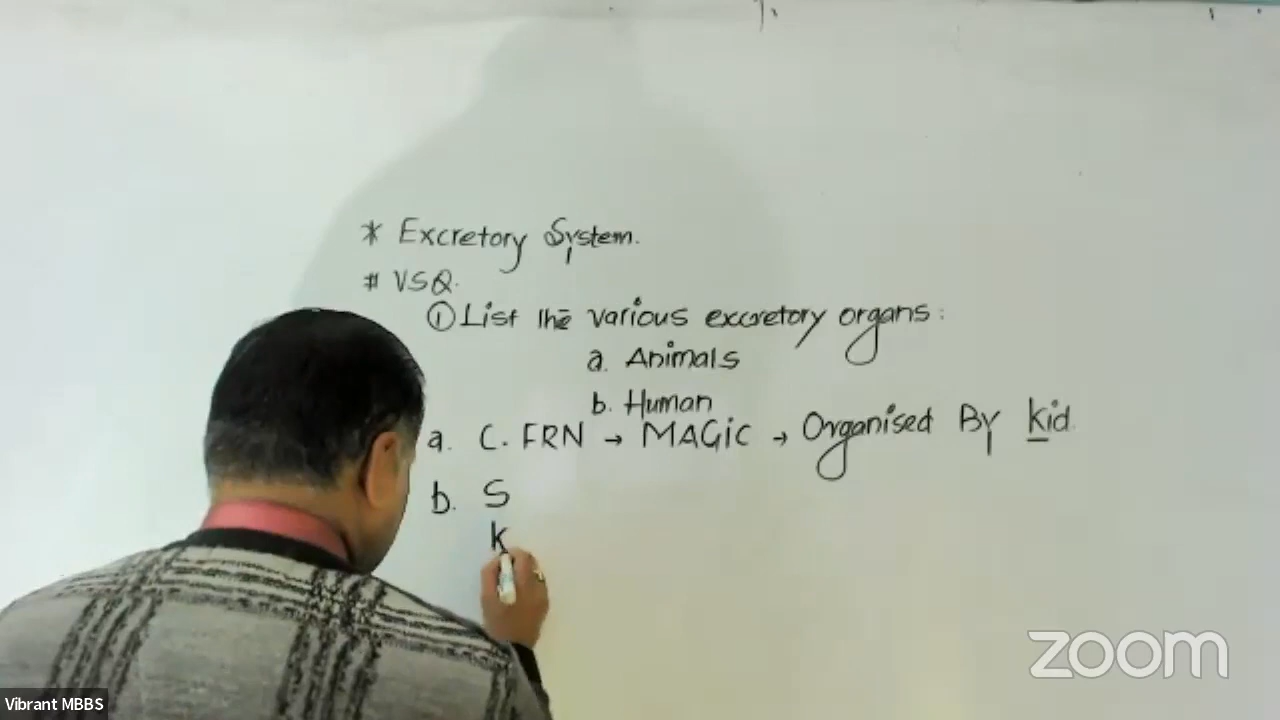 * Excretory System.
# VSQ.
① List the various excretory organs:
a. Animals
b. Human
a. C. FRN → MAGiC → Organised By kid.
b. S
k
zoom
Vibrant MBBS